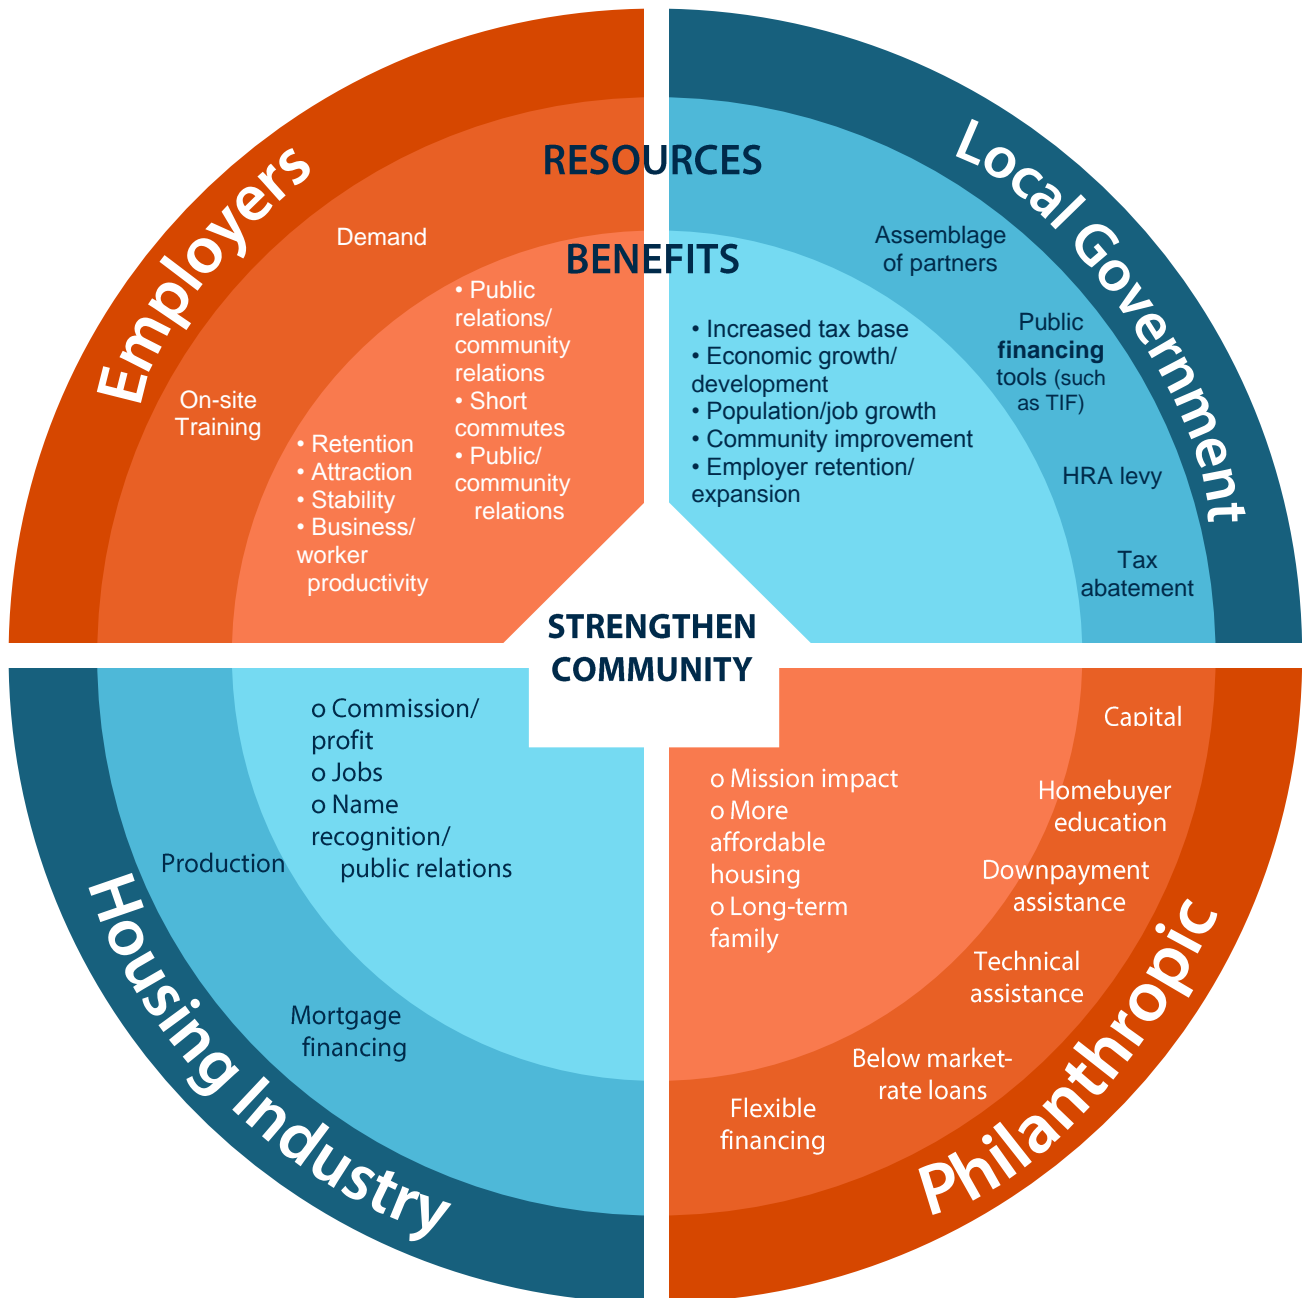 Employers
RESOURCES
BENEFITS
Demand
On-site
Training
• Public
relations/
community
relations
• Short
commutes
• Public/
community
relations
• Retention
• Attraction
• Stability
• Business/
worker
productivity
Local Government
Assemblage
of partners
Public
financing
tools (such
as TIF)
HRA levy
Tax
abatement
• Increased tax base
• Economic growth/
development
• Population/job growth
• Community improvement
• Employer retention/
expansion
STRENGTHEN
COMMUNITY
Housing Industry
Production
Mortgage
financing
o Commission/
profit
o Jobs
o Name
recognition/
public relations
Philanthropic
o Mission impact
o More
affordable
housing
o Long-term
family
Capital
Homebuyer
education
Downpayment
assistance
Technical
assistance
Below market-
rate loans
Flexible
financing